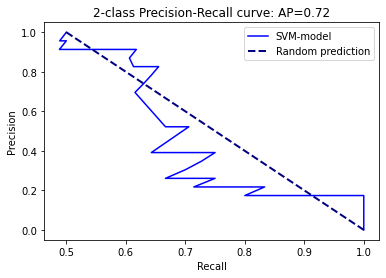 2-class Precision-Recall curve: AP=0.72
SVM-model
Random prediction
Precision
1.0
0.8
0.6
0.4
0.2
0.0
0.5
0.6
0.7
0.8
0.9
1.0
Recall